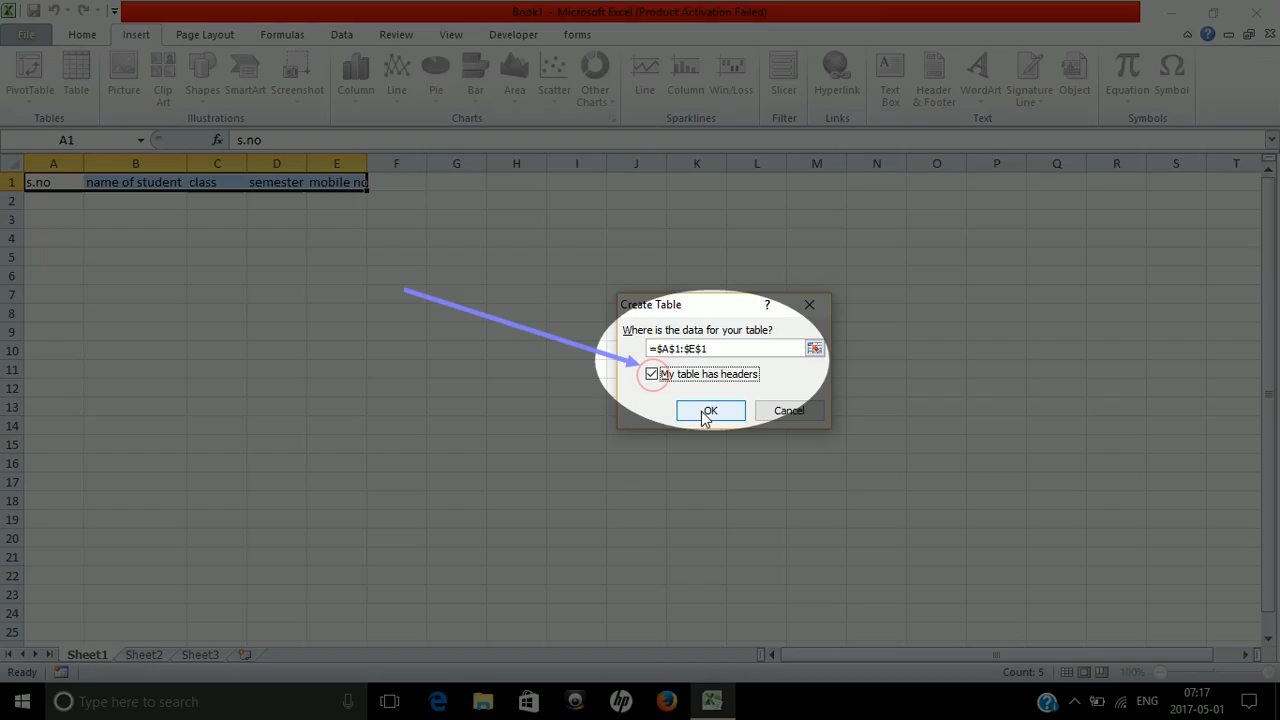 Book1 - Microsoft Excel (Product Activation Failed)
File Home Insert Page Layout Formulas Data Review View Developer forms
PivotTable Table Picture Clip Art Shapes SmartArt Screenshot Column Line Pie Bar Area Scatter Other Charts Line Column Win/Loss Slicer Hyperlink Text Box Header & Footer WordArt Signature Line Object Equation Symbol
Tables Illustrations Charts Sparklines Filter Links Text Symbols
A1 fx s.no
A B C D E F G H I J K L M N O P Q R S T
1 s.no name of student class semester mobile no
2
3
4
5
6
7
8
9
10
11
12
13
14
15
16
17
18
19
20
21
22
23
24
25
Create Table ?
Where is the data for your table?
=$A$1:$E$1
My table has headers
OK Cancel
Sheet1 Sheet2 Sheet3
Ready Count: 5 100%
Type here to search ENG 07:17
2017-05-01